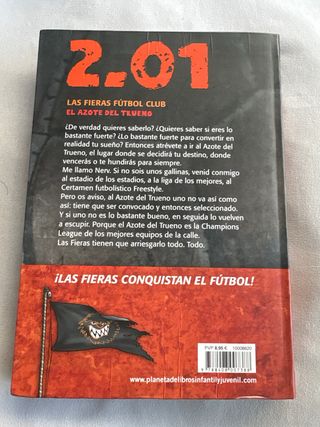 2.01
LAS FIERAS FÚTBOL CLUB
EL AZOTE DEL TRUENO
¿De verdad quieres saberlo? ¿Quieres saber si eres lo
bastante fuerte? ¿Lo bastante fuerte para convertir en
realidad tu sueño? Entonces atrévete a ir al Azote del
Trueno, el lugar donde se decidirá tu destino, donde
vencerás o te hundirás para siempre.
Me llamo Nerv. Si no sois unos gallinas, venid conmigo
al estadio de los estadios, a la liga de los mejores, al
Certamen futbolístico Freestyle.
Pero os aviso, al Azote del Trueno uno no va así como
así: tiene que ser convocado y entonces seleccionado.
Y si uno no es lo bastante bueno, en seguida lo vuelven
a escupir. Porque el Azote del Trueno es la Champions
League de los mejores equipos de la calle.
Las Fieras tienen que arriesgarlo todo. Todo.
¡LAS FIERAS CONQUISTAN EL FÚTBOL!
PVP 8,95 € 10008620
9 788408 097588
www.planetadelibrosinfantilyjuvenil.com